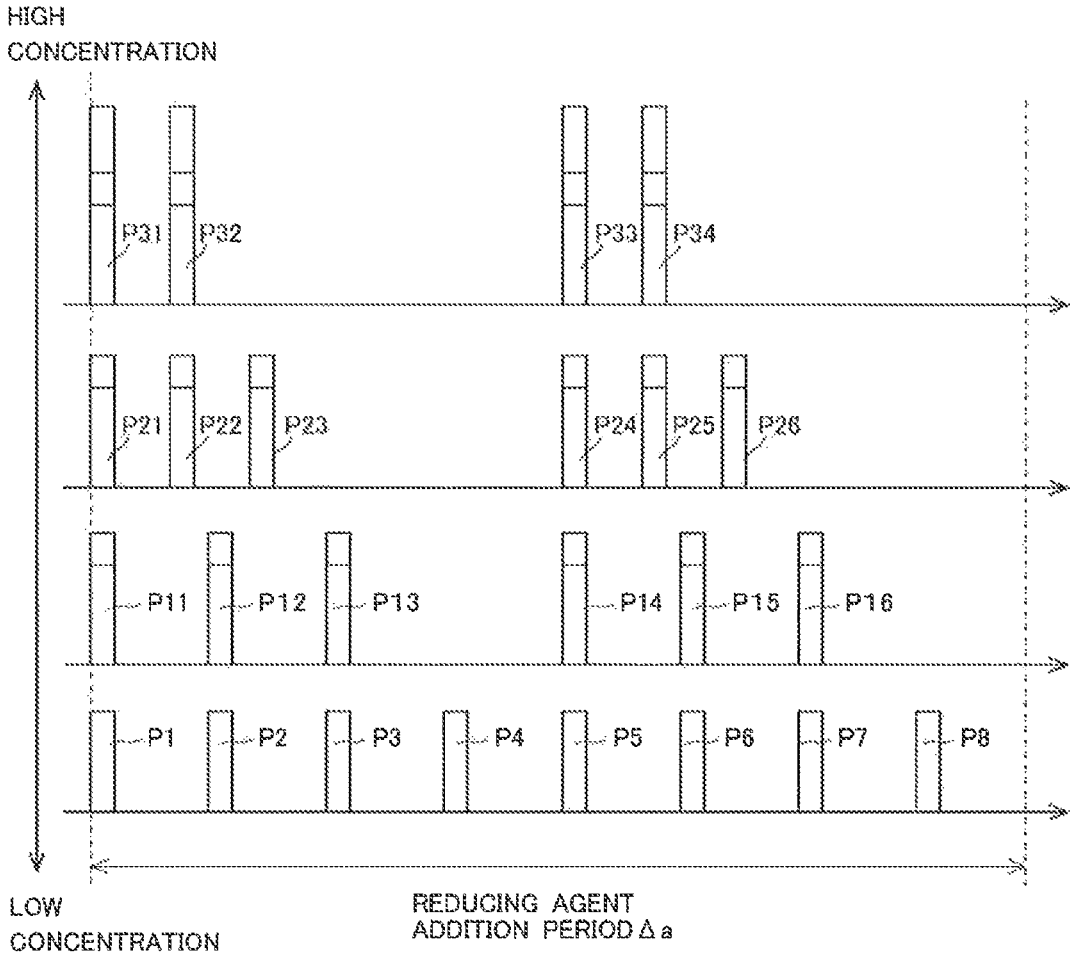 HIGH
CONCENTRATION
P31 P32 P33 P34
P21 P22 P23 P24 P25 P26
P11 P12 P13 P14 P15 P16
P1 P2 P3 P4 P5 P6 P7 P8
LOW
CONCENTRATION
REDUCING AGENT
ADDITION PERIOD Δa